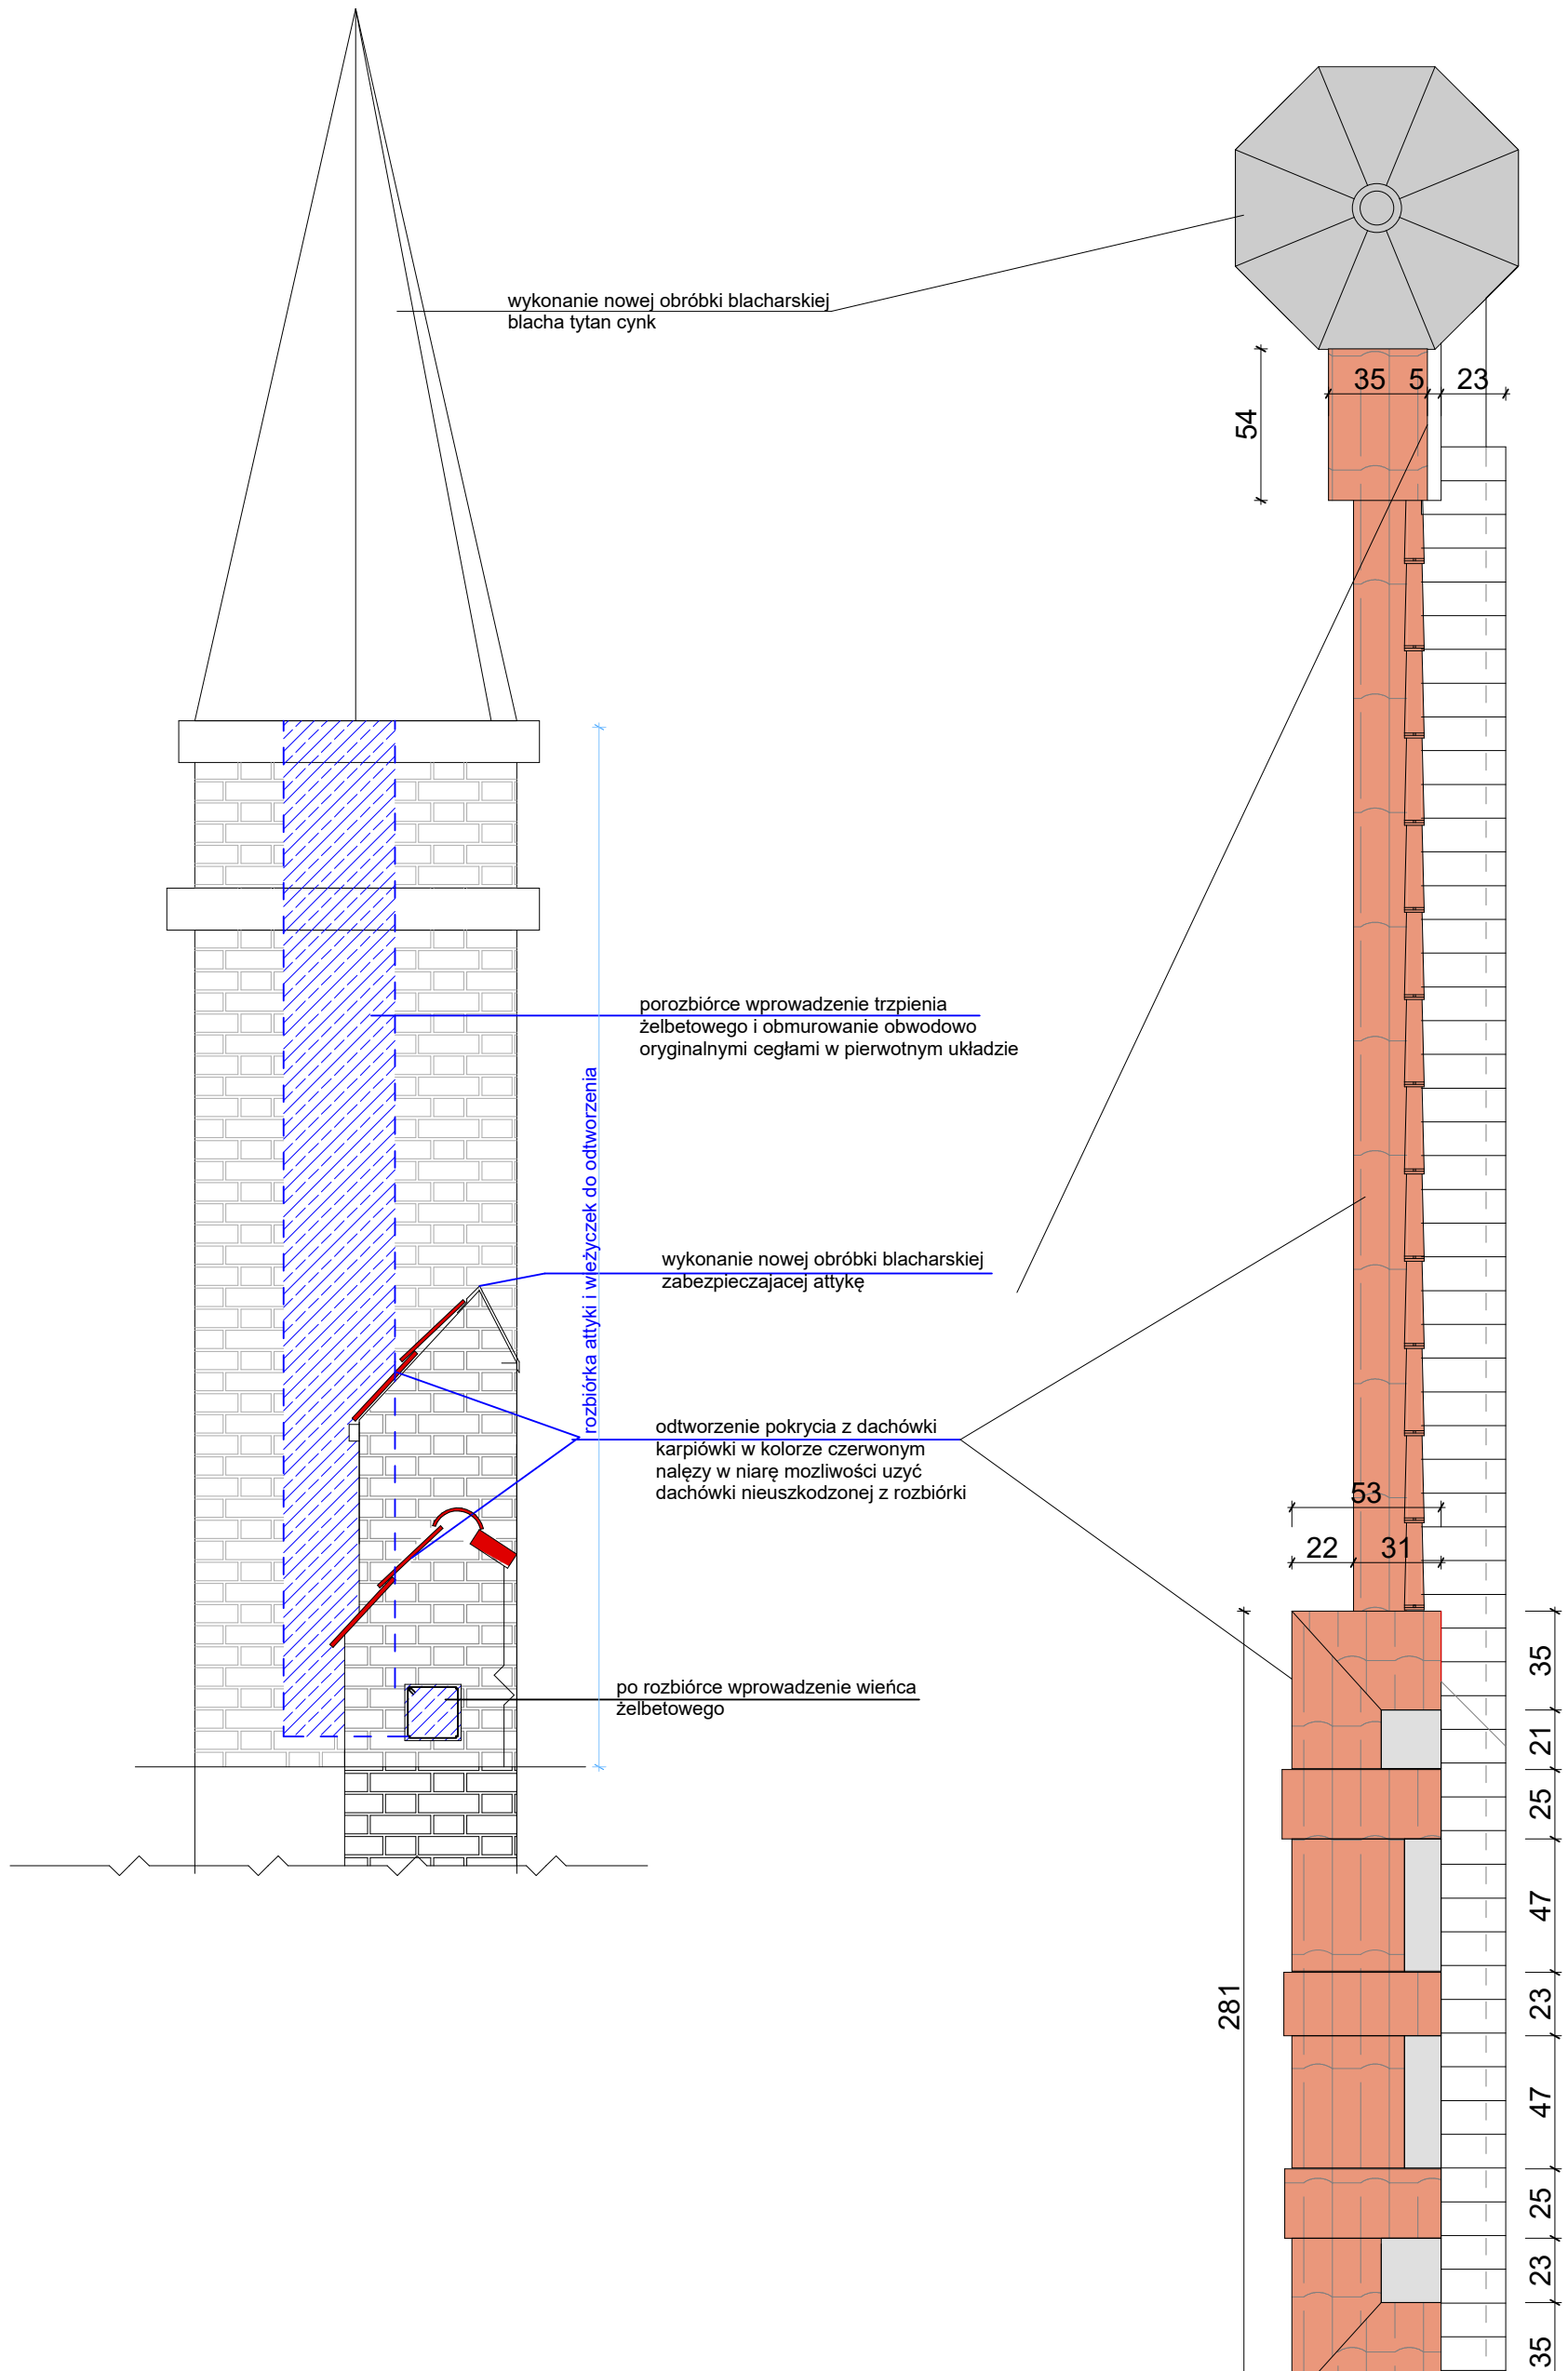 wykonanie nowej obróbki blacharskiej
blacha tytan cynk
35 5 23
54
porozbiórce wprowadzenie trzpienia
żelbetowego i obmurowanie obwodowo
oryginalnymi cegłami w pierwotnym układzie
rozbiórka attyki i wieżyczek do odtworzenia
wykonanie nowej obróbki blacharskiej
zabezpieczajacej attykę
odtworzenie pokrycia z dachówki
karpiówki w kolorze czerwonym
nalęzy w niarę mozliwości uzyć
dachówki nieuszkodzonej z rozbiórki
53
22 31
po rozbiórce wprowadzenie wieńca
żelbetowego
281
35
21
25
47
23
47
25
23
35